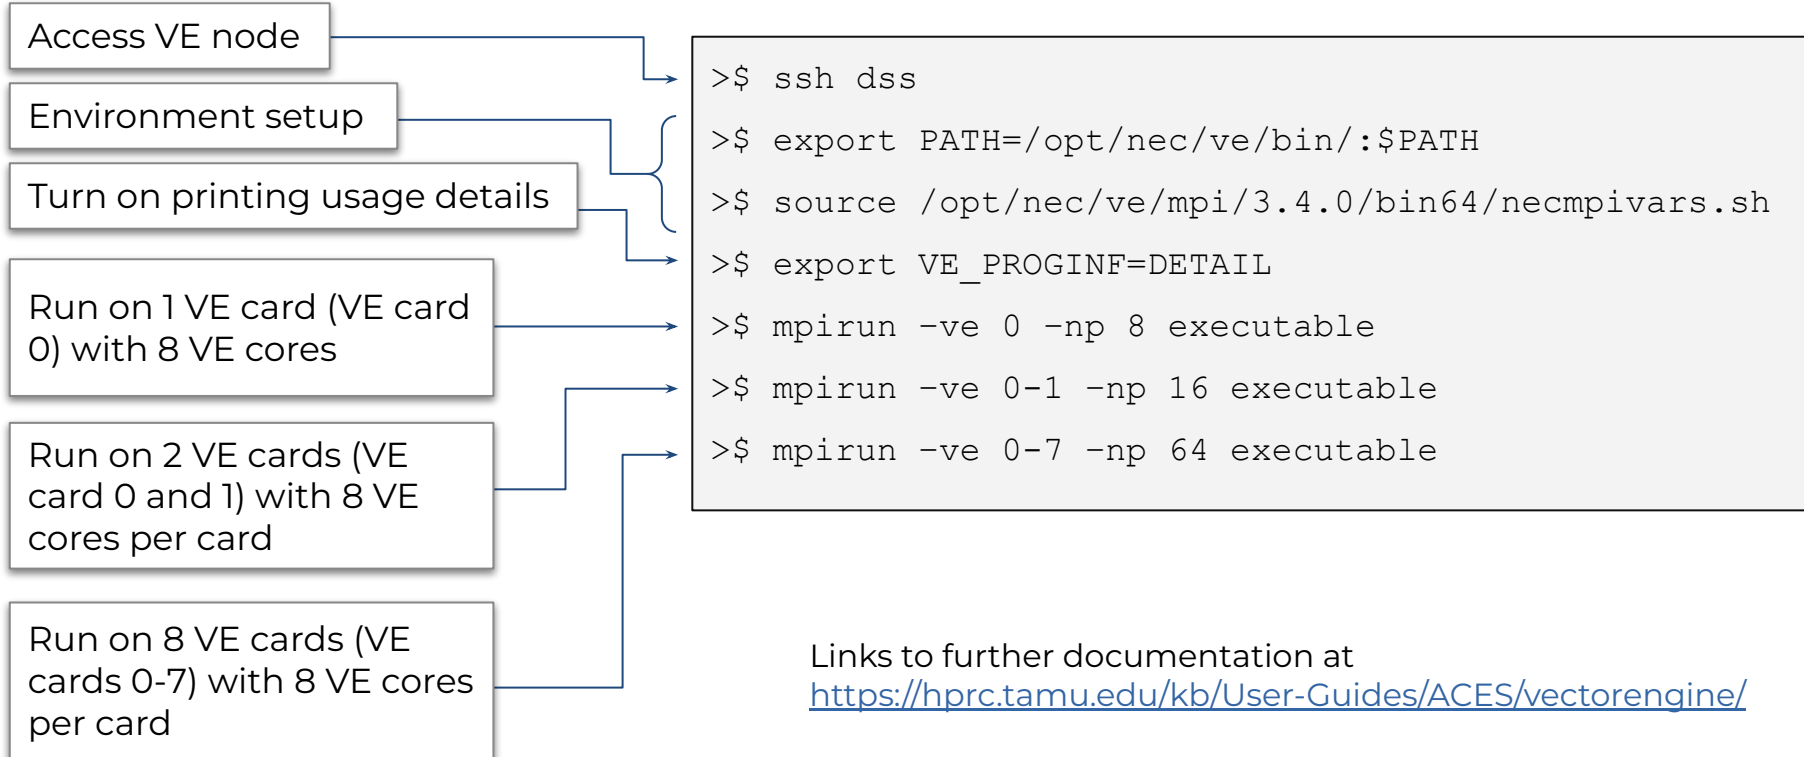 Access VE node
Environment setup
Turn on printing usage details
Run on 1 VE card (VE card
0) with 8 VE cores
Run on 2 VE cards (VE
card 0 and 1) with 8 VE
cores per card
Run on 8 VE cards (VE
cards 0-7) with 8 VE cores
per card
>$ ssh dss
>$ export PATH=/opt/nec/ve/bin/:$PATH
>$ source /opt/nec/ve/mpi/3.4.0/bin64/necmpivars.sh
>$ export VE_PROGINF=DETAIL
>$ mpirun –ve 0 –np 8 executable
>$ mpirun –ve 0-1 –np 16 executable
>$ mpirun –ve 0-7 –np 64 executable
Links to further documentation at
https://hprc.tamu.edu/kb/User-Guides/ACES/vectorengine/